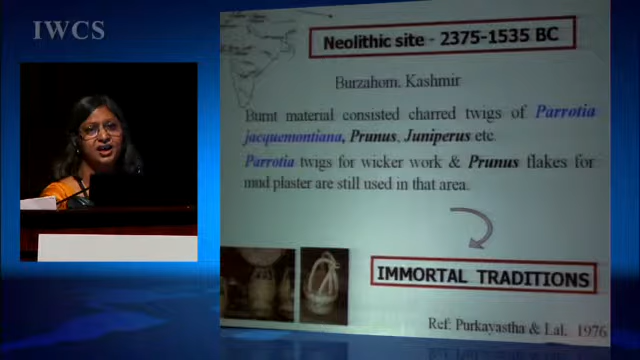 IWCS
Neolithic site - 2375-1535 BC
Burzahom, Kashmir
Burnt material consisted charred twigs of Parrotia
jacquemontiana, Prunus, Juniperus etc.
Parrotia twigs for wicker work & Prunus flakes for
mud plaster are still used in that area.
IMMORTAL TRADITIONS
Ref: Purkayastha & Lal. 1976